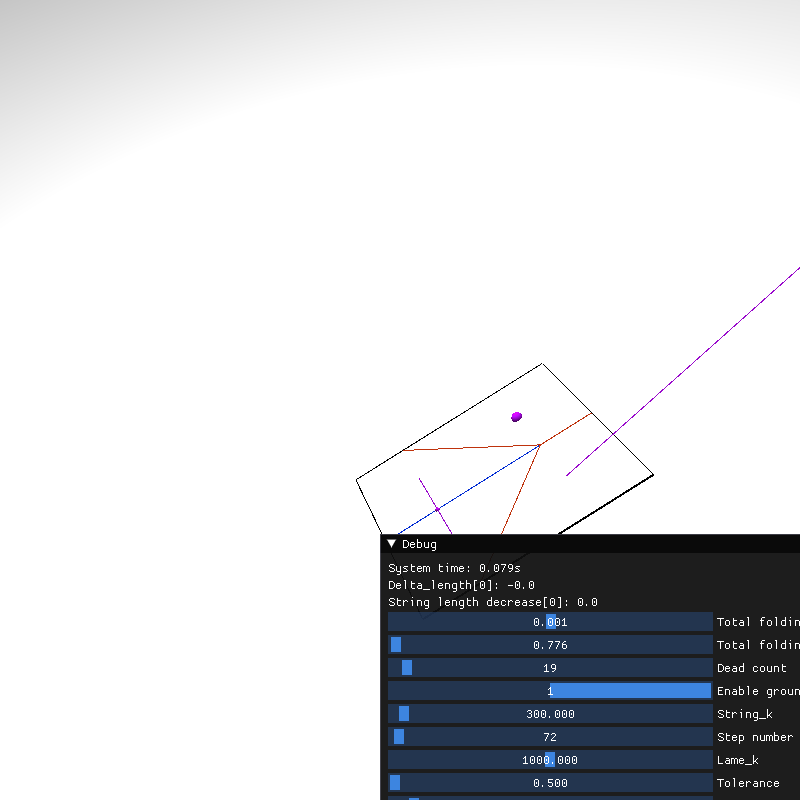 Debug
System time: 0.079s
Delta_length[0]: -0.0
String length decrease[0]: 0.0
0.001 Total foldin
0.776 Total foldin
19 Dead count
1 Enable groun
300.000 String_k
72 Step number
1000.000 Lame_k
0.500 Tolerance